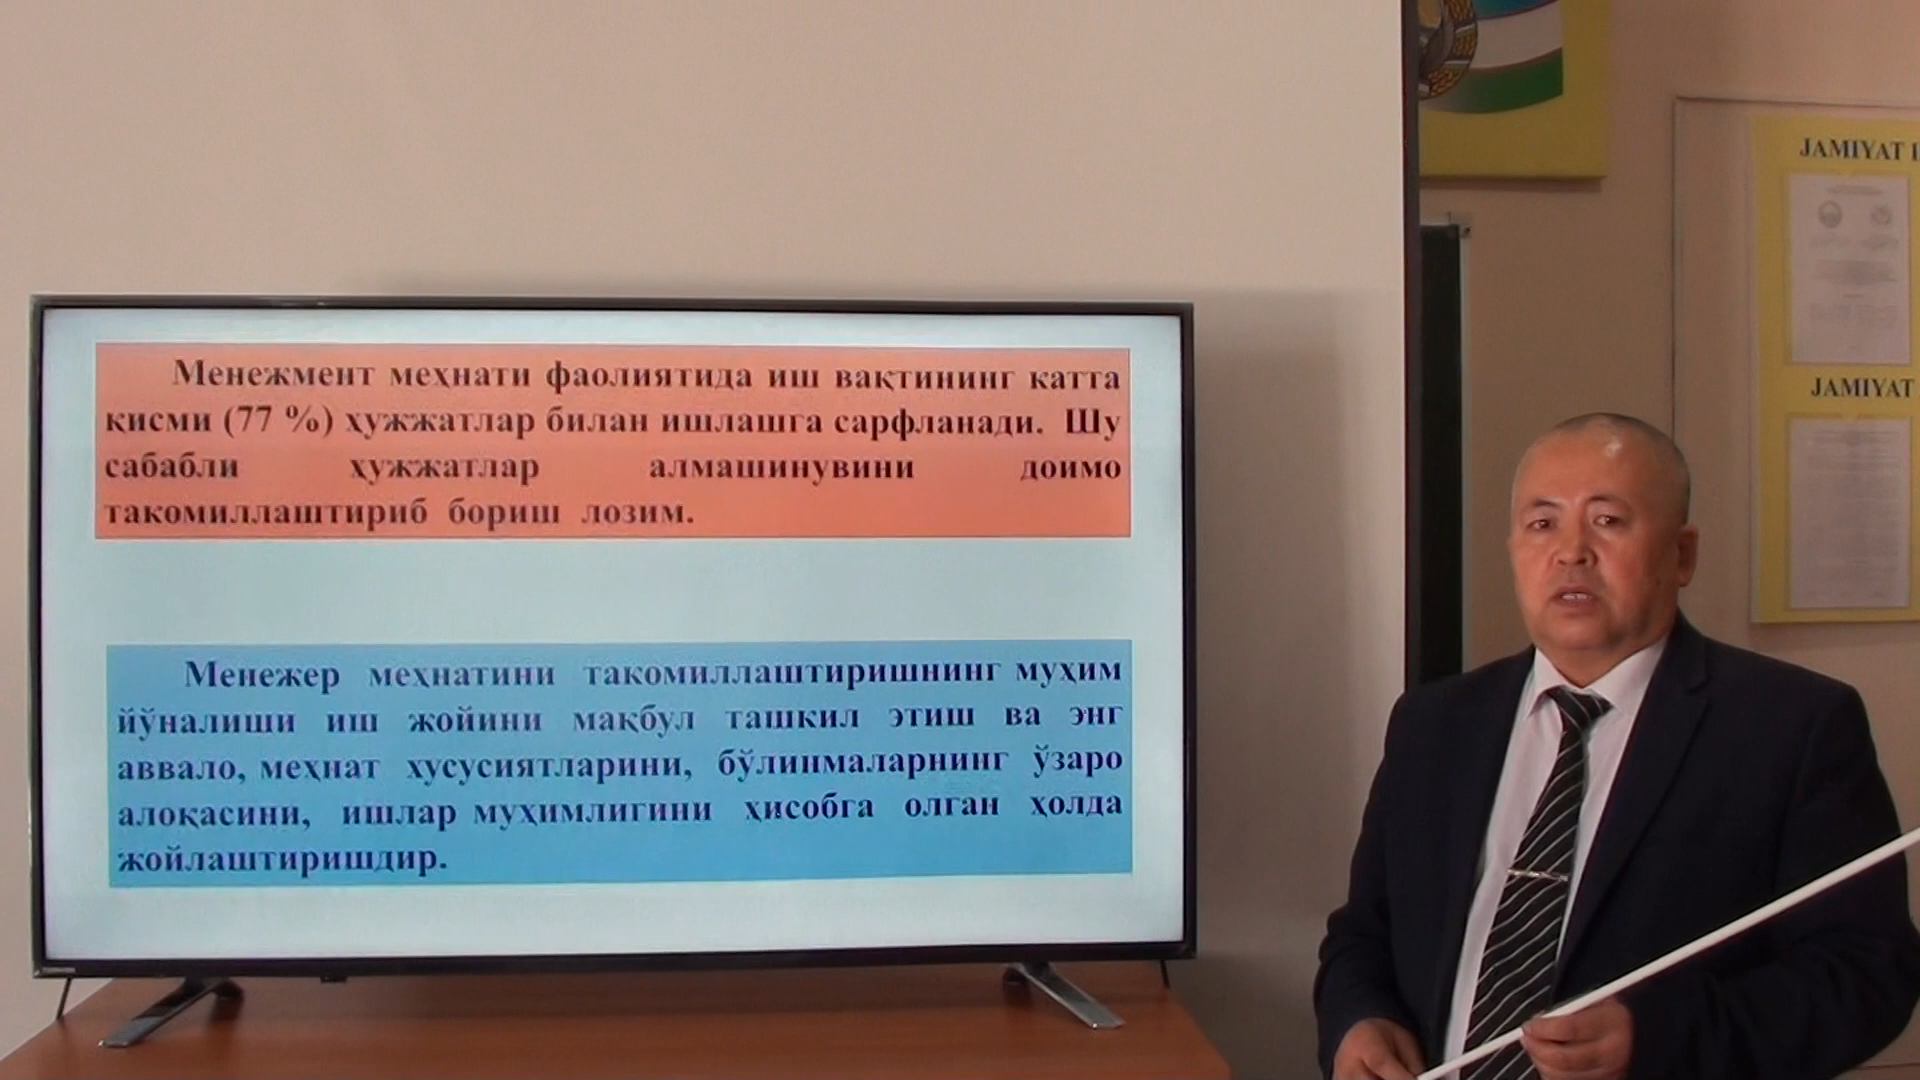 Менежмент меҳнати фаолиятида иш вақтининг катта
қисми (77 %) ҳужжатлар билан ишлашга сарфланади. Шу
сабабли ҳужжатлар алмашинувини доимо
такомиллаштириб бориш лозим.
Менежер меҳнатини такомиллаштиришнинг муҳим
йўналиши иш жойини мақбул ташкил этиш ва энг
аввало, меҳнат хусусиятларини, бўлинмаларнинг ўзаро
алоқасини, ишлар муҳимлигини ҳисобга олган ҳолда
жойлаштиришдир.
JAMIYAT
JAMIYAT